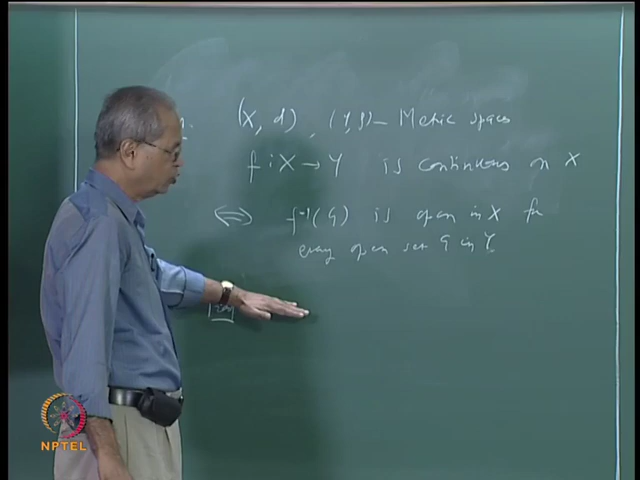 (X, d), (Y, ρ) – Metric spaces
f : X → Y is continuous on X
⟺ f⁻¹(G) is open in X for
every open set G in Y
NPTEL